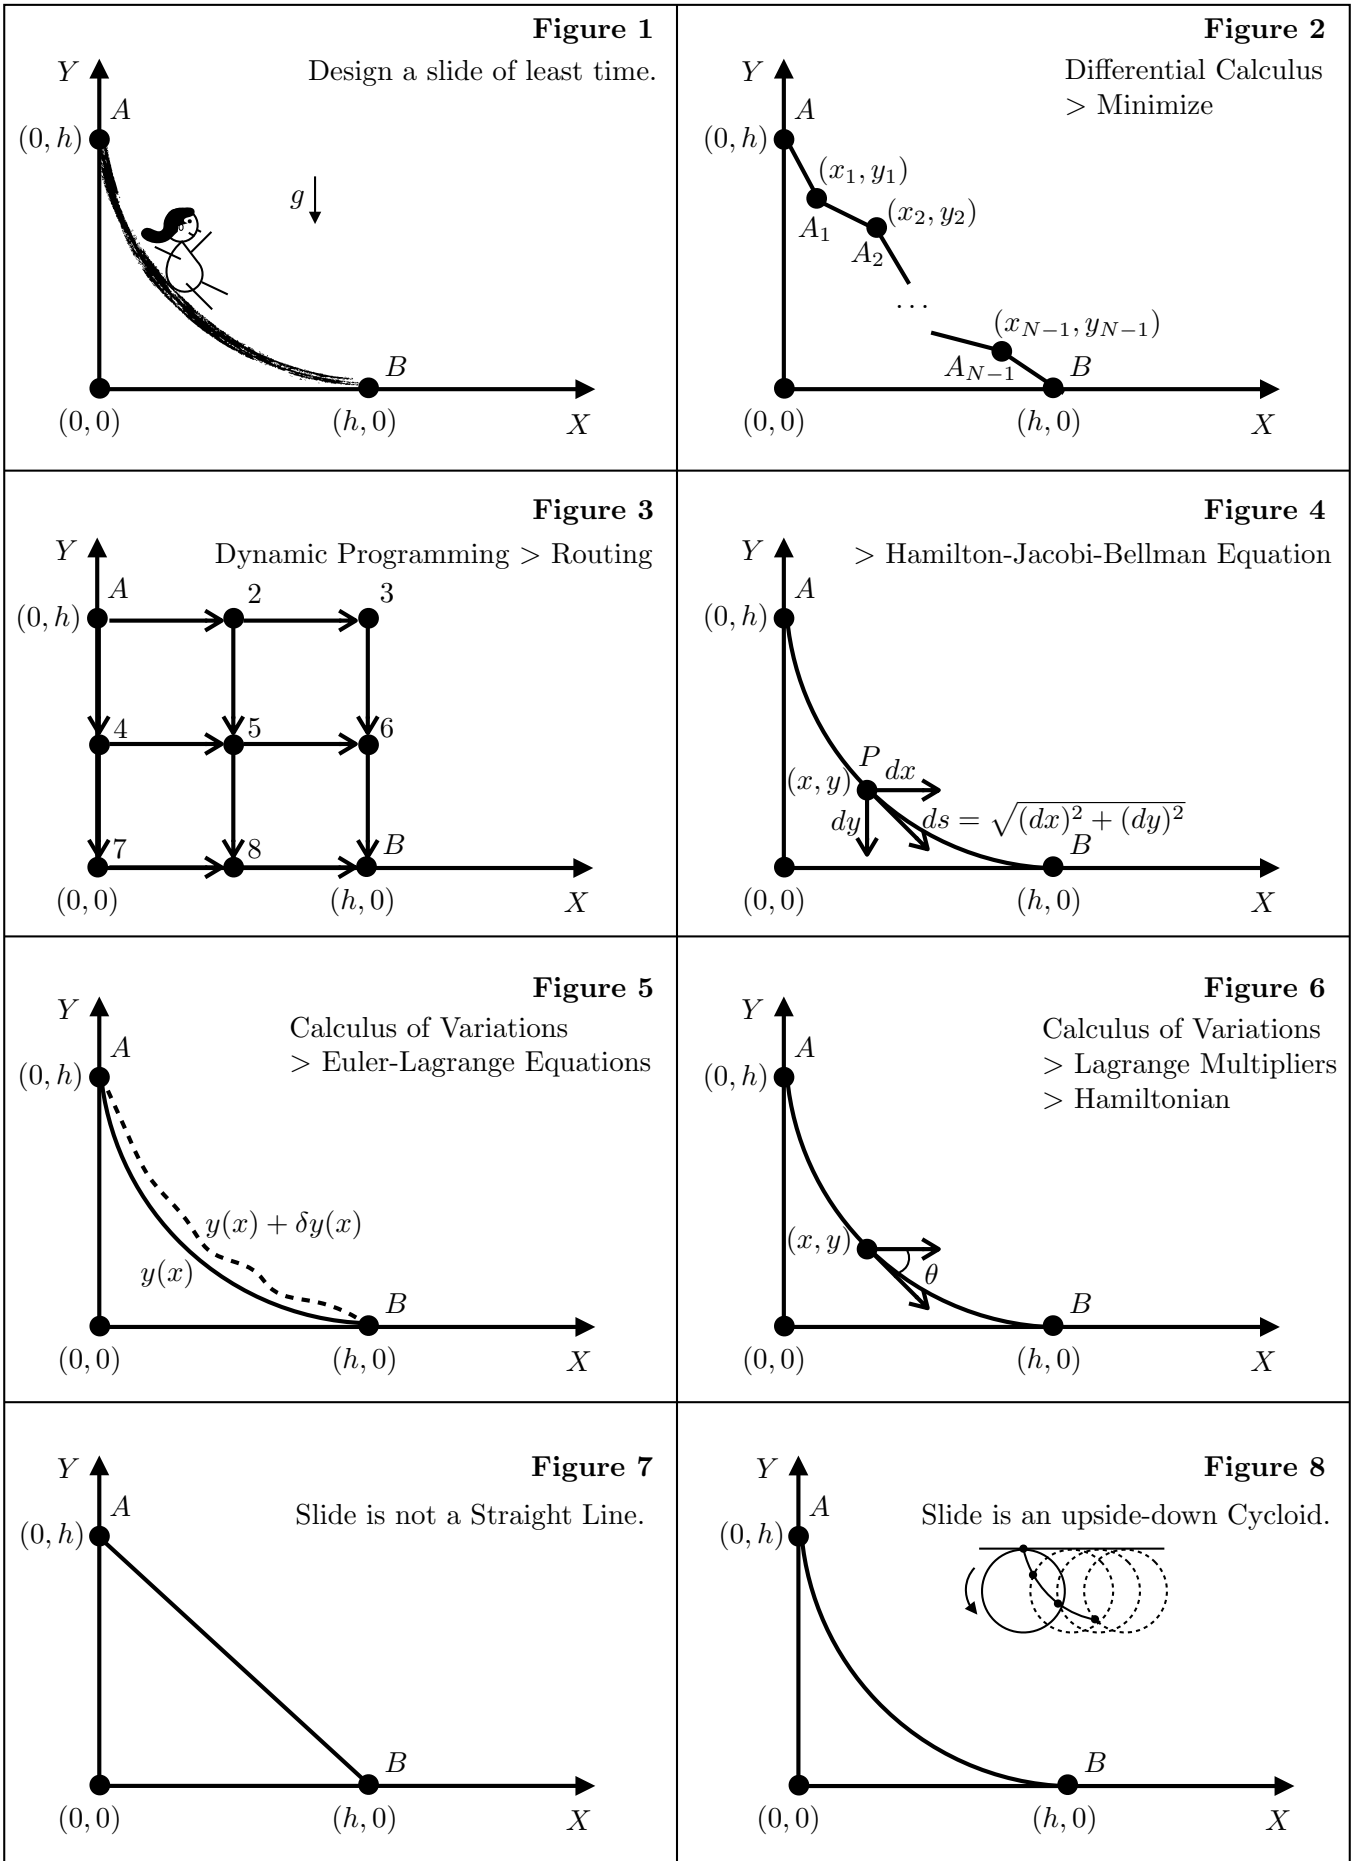 Figure 1
Design a slide of least time.
Y
A
(0, h)
g
B
(0, 0)
(h, 0)
X
Figure 2
Differential Calculus
> Minimize
Y
A
(0, h)
(x₁, y₁)
A₁
(x₂, y₂)
A₂
...
(x_{N−1}, y_{N−1})
A_{N−1}
B
(0, 0)
(h, 0)
X
Figure 3
Dynamic Programming > Routing
Y
A
2
3
(0, h)
4
5
6
7
8
B
(0, 0)
(h, 0)
X
Figure 4
> Hamilton-Jacobi-Bellman Equation
Y
A
(0, h)
P
(x, y)
dx
dy
ds = √((dx)² + (dy)²)
B
(0, 0)
(h, 0)
X
Figure 5
Calculus of Variations
> Euler-Lagrange Equations
Y
A
(0, h)
y(x) + δy(x)
y(x)
B
(0, 0)
(h, 0)
X
Figure 6
Calculus of Variations
> Lagrange Multipliers
> Hamiltonian
Y
A
(0, h)
(x, y)
θ
B
(0, 0)
(h, 0)
X
Figure 7
Slide is not a Straight Line.
Y
A
(0, h)
B
(0, 0)
(h, 0)
X
Figure 8
Slide is an upside-down Cycloid.
Y
A
(0, h)
B
(0, 0)
(h, 0)
X